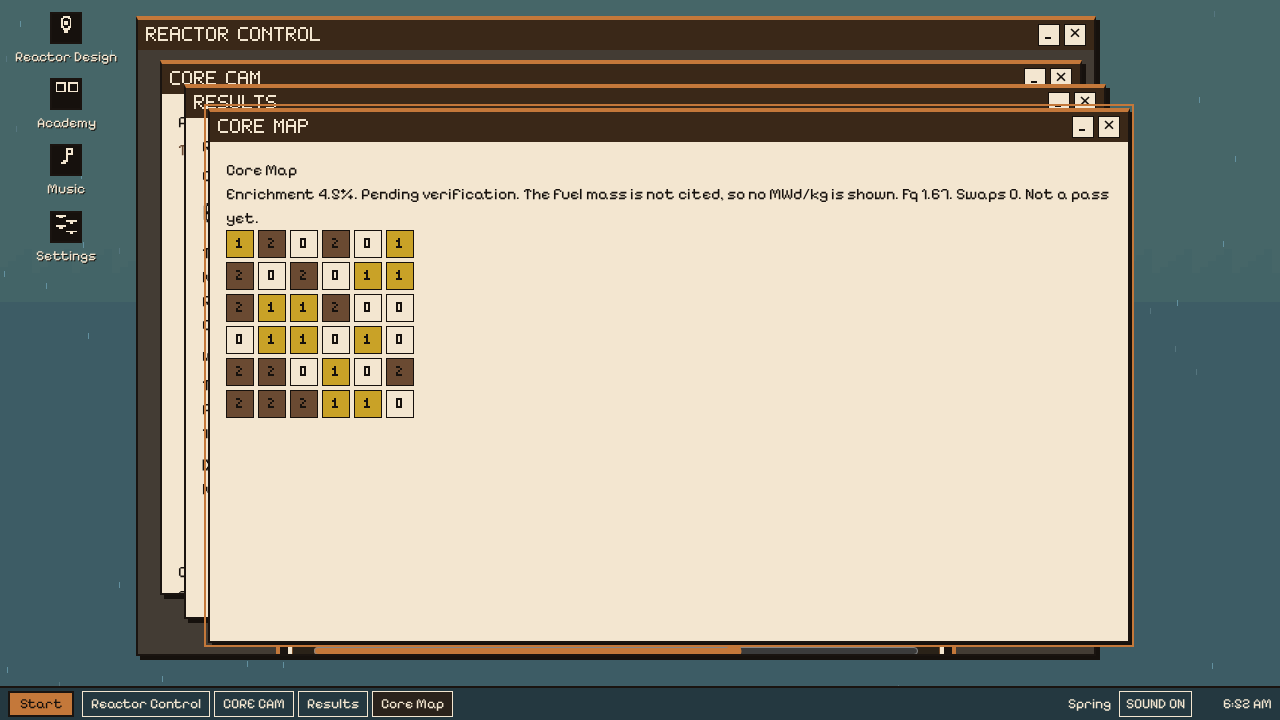 Reactor Design
Academy
Music
Settings
REACTOR CONTROL
CORE CAM
RESULTS
CORE MAP
Core Map
Enrichment 4.8%. Pending verification. The fuel mass is not cited, so no MWd/kg is shown. Fq 1.67. Swaps 0. Not a pass
yet.
1 2 0 2 0 1
2 0 2 0 1 1
2 1 1 2 0 0
0 1 1 0 1 0
2 2 0 1 0 2
2 2 2 1 1 0
Start
Reactor Control
CORE CAM
Results
Core Map
Spring
SOUND ON